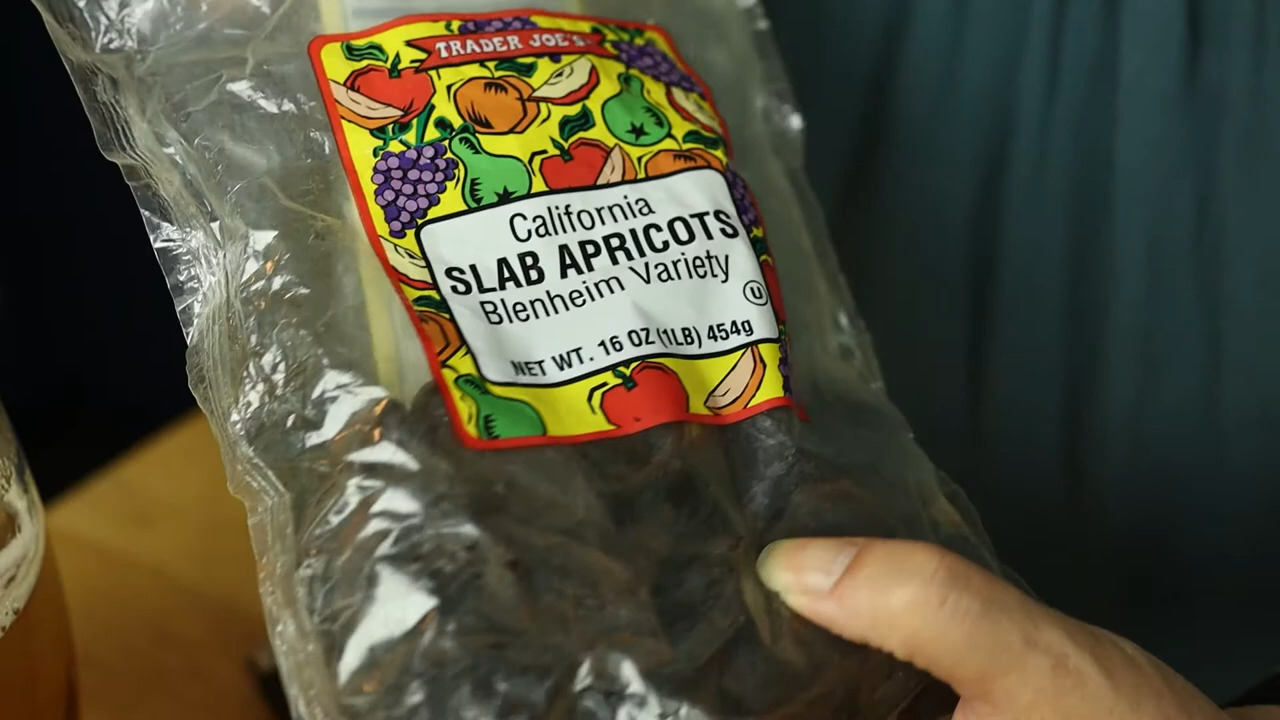 TRADER JOE'S
California
SLAB APRICOTS
Blenheim Variety
U
NET WT. 16 OZ (1LB) 454g